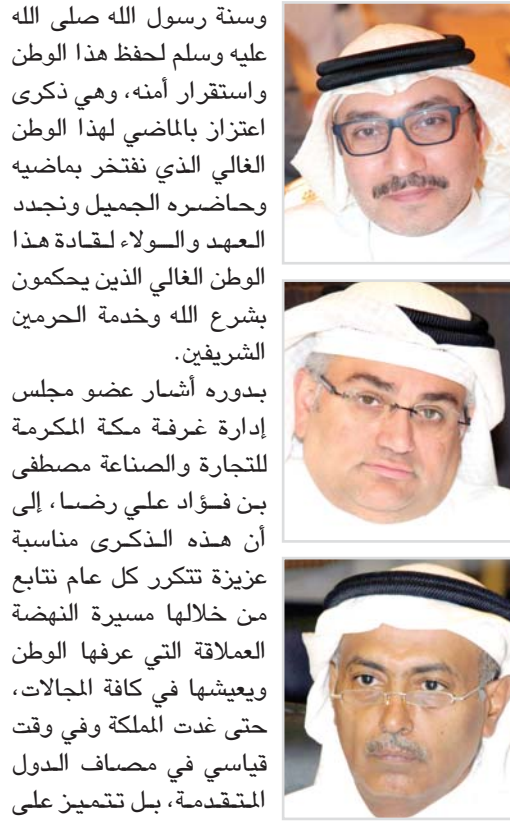 وسنة رسول الله صلى الله
عليه وسلم لحفظ هذا الوطن
واستقرار أمنه، وهي ذكرى
اعتزاز بالماضي لهذا الوطن
الغالي الذي نفتخر بماضيه
وحاضره الجميل ونجدد
العهد والولاء لقادة هذا
الوطن الغالي الذين يحكمون
بشرع الله وخدمة الحرمين
الشريفين.
بدوره أشار عضو مجلس
إدارة غرفة مكة المكرمة
للتجارة والصناعة مصطفى
بن فؤاد علي رضا، إلى
أن هذه الذكرى مناسبة
عزيزة تتكرر كل عام نتابع
من خلالها مسيرة النهضة
العملاقة التي عرفها الوطن
ويعيشها في كافة المجالات،
حتى غدت المملكة وفي وقت
قياسي في مصاف الدول
المتقدمة، بل تتميز على